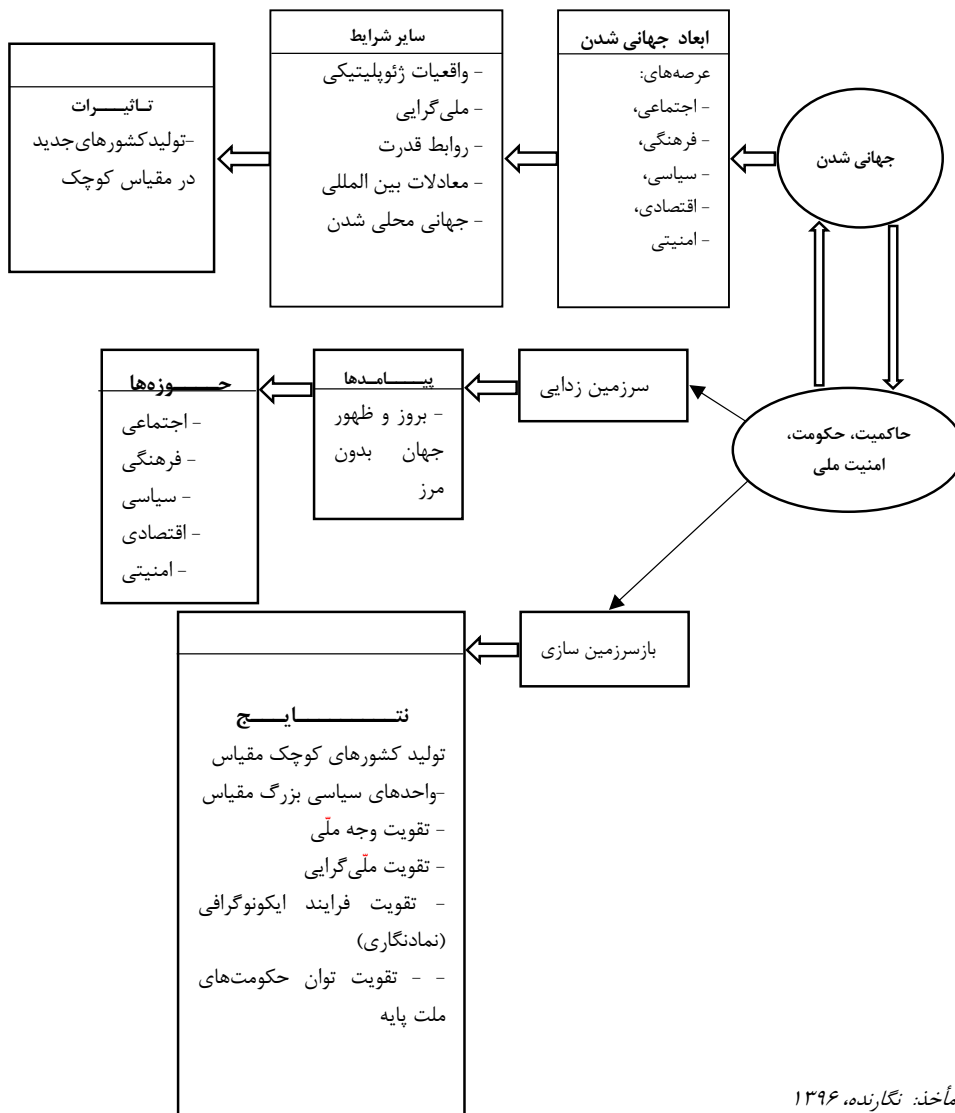 جهانی شدن
ابعاد جهانی شدن
عرصه‌های:
- اجتماعی،
- فرهنگی،
- سیاسی،
- اقتصادی،
- امنیتی
سایر شرایط
- واقعیات ژئوپلیتیکی
- ملی‌گرایی
- روابط قدرت
- معادلات بین المللی
- جهانی محلی شدن
تـاثیـــــرات
-تولیدکشورهای‌جدید
در مقیاس کوچک
حاکمیت، حکومت،
امنیت ملی
سرزمین زدایی
پیـــــامـدها
- بروز و ظهور
جهان بدون
مرز
حـــــــوزه‌ها
- اجتماعی
- فرهنگی
- سیاسی
- اقتصادی
- امنیتی
بازسرزمین سازی
نتـــــــــــایـــــج
تولید کشورهای کوچک مقیاس
-واحدهای سیاسی بزرگ مقیاس
- تقویت وجه ملّی
- تقویت ملّی‌گرایی
- تقویت فرایند ایکونوگرافی
(نمادنگاری)
- - تقویت توان حکومت‌های
ملت پایه
مأخذ: نگارنده، ۱۳۹۶